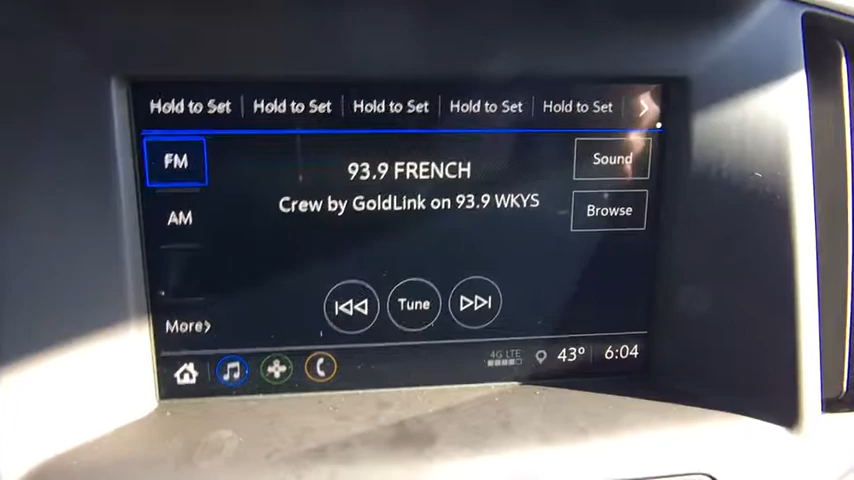 Hold to Set Hold to Set Hold to Set Hold to Set Hold to Set
FM
93.9 FRENCH
Sound
Crew by GoldLink on 93.9 WKYS
Browse
AM
Tune
More
4G LTE
43° 6:04